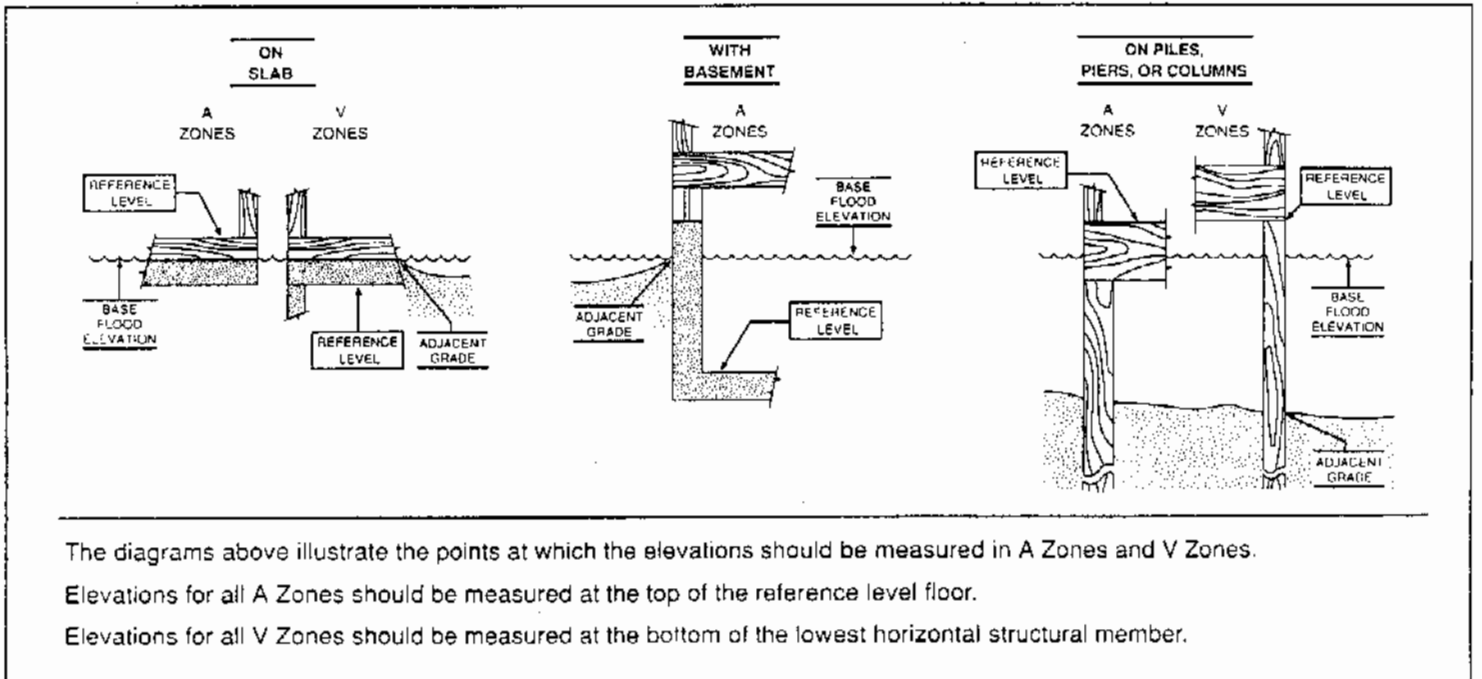 ON
SLAB
A
ZONES
V
ZONES
REFERENCE
LEVEL
BASE
FLOOD
ELEVATION
REFERENCE
LEVEL
ADJACENT
GRADE
WITH
BASEMENT
A
ZONES
BASE
FLOOD
ELEVATION
ADJACENT
GRADE
REFERENCE
LEVEL
ON PILES,
PIERS, OR COLUMNS
A
ZONES
V
ZONES
REFERENCE
LEVEL
REFERENCE
LEVEL
BASE
FLOOD
ELEVATION
ADJACENT
GRADE
The diagrams above illustrate the points at which the elevations should be measured in A Zones and V Zones.
Elevations for all A Zones should be measured at the top of the reference level floor.
Elevations for all V Zones should be measured at the bottom of the lowest horizontal structural member.